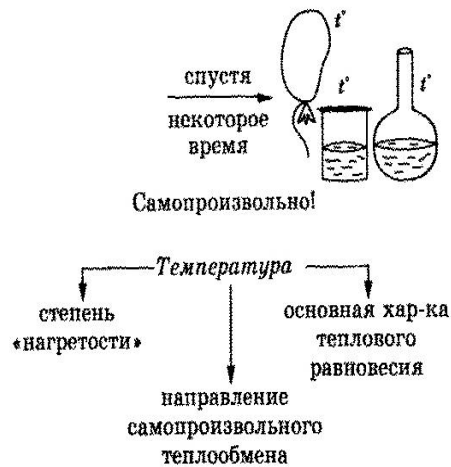 t°
t°
t°
спустя
некоторое
время
Самопроизвольно!
Температура
степень
«нагретости»
основная хар-ка
теплового
равновесия
направление
самопроизвольного
теплообмена